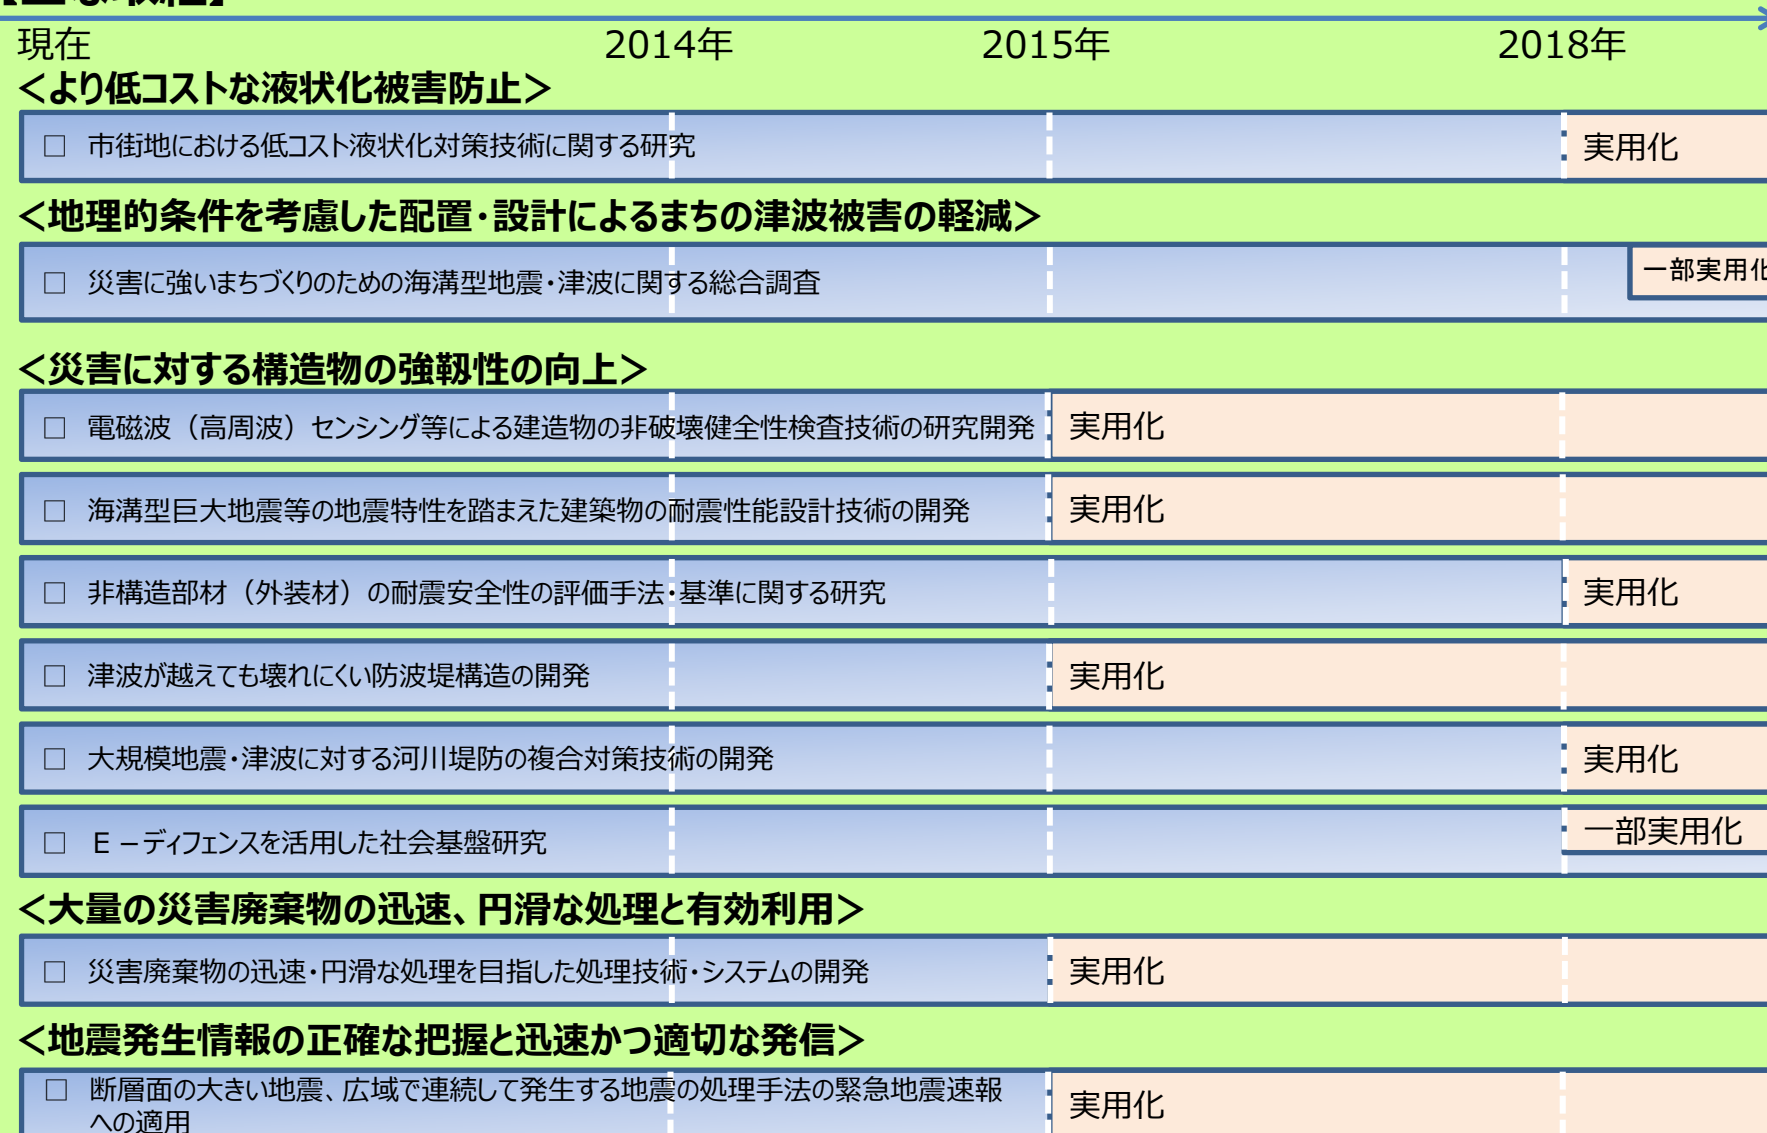 現在 2014年 2015年 2018年
＜より低コストな液状化被害防止＞
□ 市街地における低コスト液状化対策技術に関する研究 実用化
＜地理的条件を考慮した配置・設計によるまちの津波被害の軽減＞
□ 災害に強いまちづくりのための海溝型地震・津波に関する総合調査 一部実用化
＜災害に対する構造物の強靱性の向上＞
□ 電磁波（高周波）センシング等による建造物の非破壊健全性検査技術の研究開発 実用化
□ 海溝型巨大地震等の地震特性を踏まえた建築物の耐震性能設計技術の開発 実用化
□ 非構造部材（外装材）の耐震安全性の評価手法・基準に関する研究 実用化
□ 津波が越えても壊れにくい防波堤構造の開発 実用化
□ 大規模地震・津波に対する河川堤防の複合対策技術の開発 実用化
□ Ｅ－ディフェンスを活用した社会基盤研究 一部実用化
＜大量の災害廃棄物の迅速、円滑な処理と有効利用＞
□ 災害廃棄物の迅速・円滑な処理を目指した処理技術・システムの開発 実用化
＜地震発生情報の正確な把握と迅速かつ適切な発信＞
□ 断層面の大きい地震、広域で連続して発生する地震の処理手法の緊急地震速報 実用化
への適用